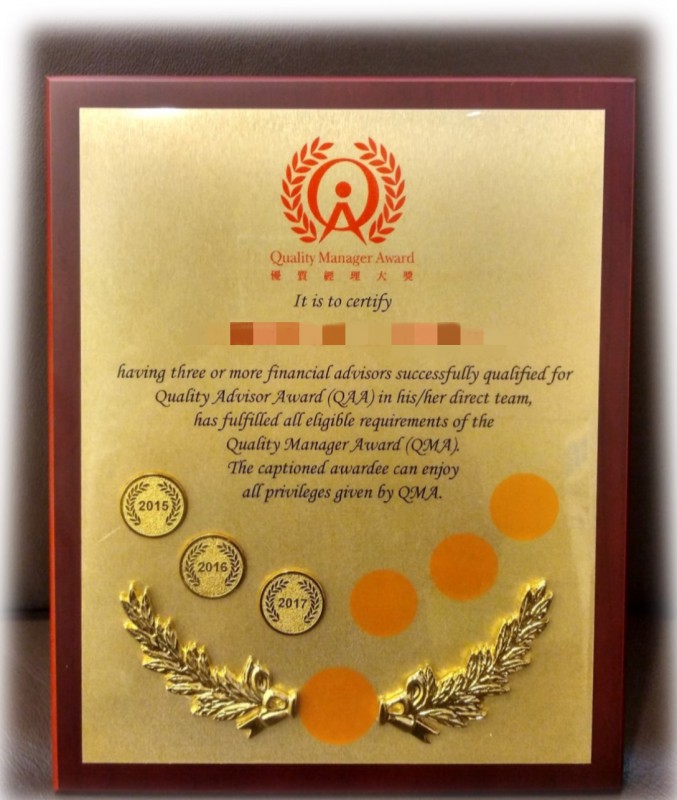 Quality Manager Award
優質經理大獎
It is to certify
having three or more financial advisors successfully qualified for
Quality Advisor Award (QAA) in his/her direct team,
has fulfilled all eligible requirements of the
Quality Manager Award (QMA).
The captioned awardee can enjoy
all privileges given by QMA.
2015
2016
2017